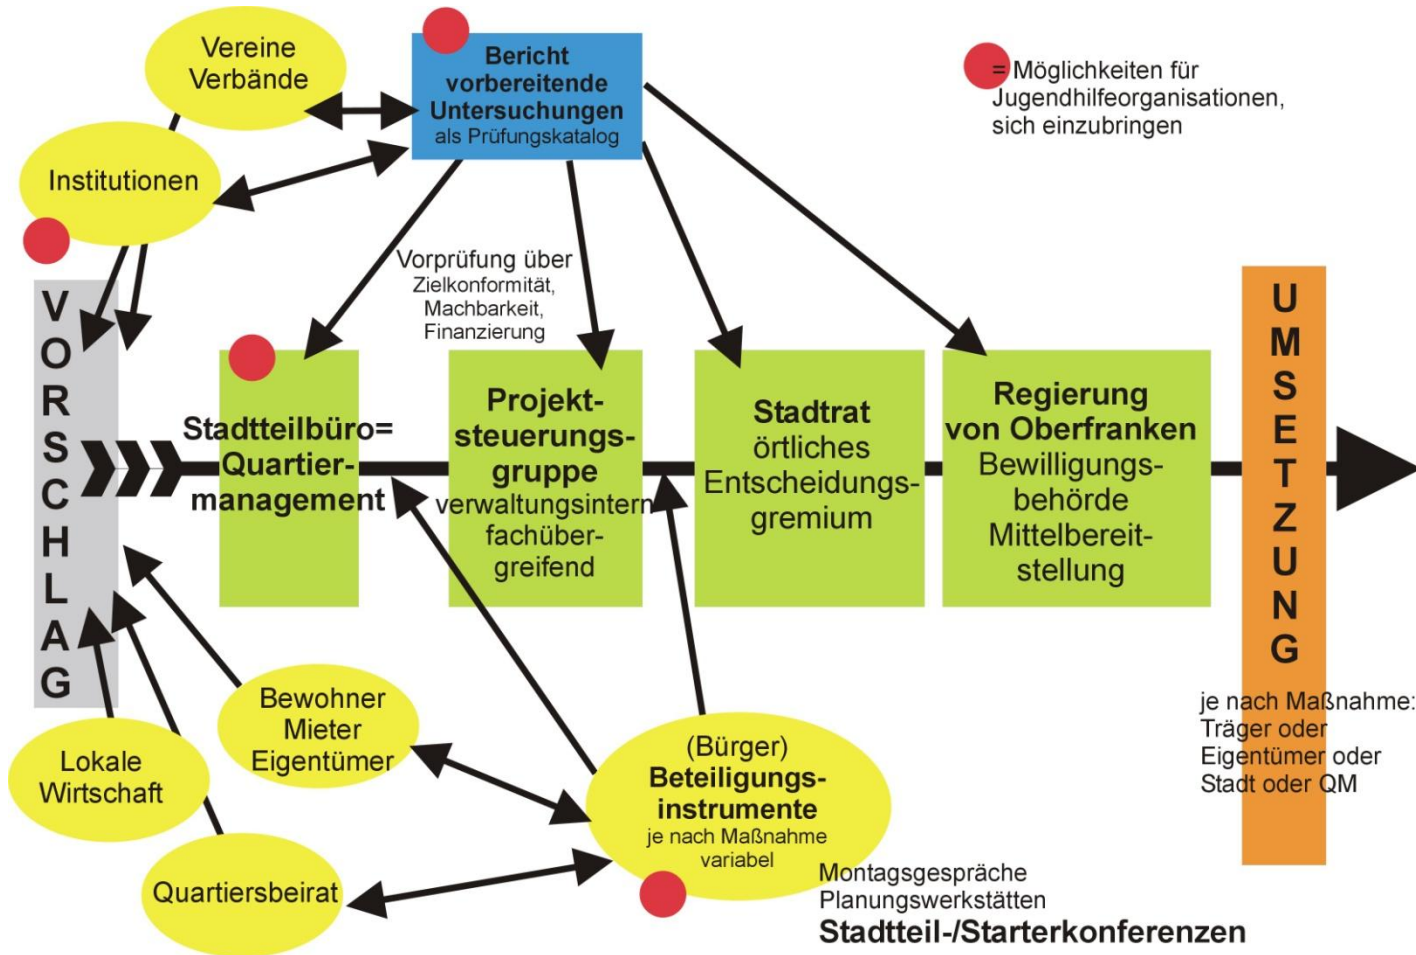 Vereine
Verbände
Bericht
vorbereitende
Untersuchungen
als Prüfungskatalog
= Möglichkeiten für
Jugendhilfeorganisationen,
sich einzubringen
Institutionen
Vorprüfung über
Zielkonformität,
Machbarkeit,
Finanzierung
VORSCHLAG
Stadtteilbüro=
Quartier-
management
Projekt-
steuerungs-
gruppe
verwaltungsintern
fachüber-
greifend
Stadtrat
örtliches
Entscheidungs-
gremium
Regierung
von Oberfranken
Bewilligungs-
behörde
Mittelbereit-
stellung
UMSETZUNG
je nach Maßnahme:
Träger oder
Eigentümer oder
Stadt oder QM
Bewohner
Mieter
Eigentümer
Lokale
Wirtschaft
Quartiersbeirat
(Bürger)
Beteiligungs-
instrumente
je nach Maßnahme
variabel
Montagsgespräche
Planungswerkstätten
Stadtteil-/Starterkonferenzen